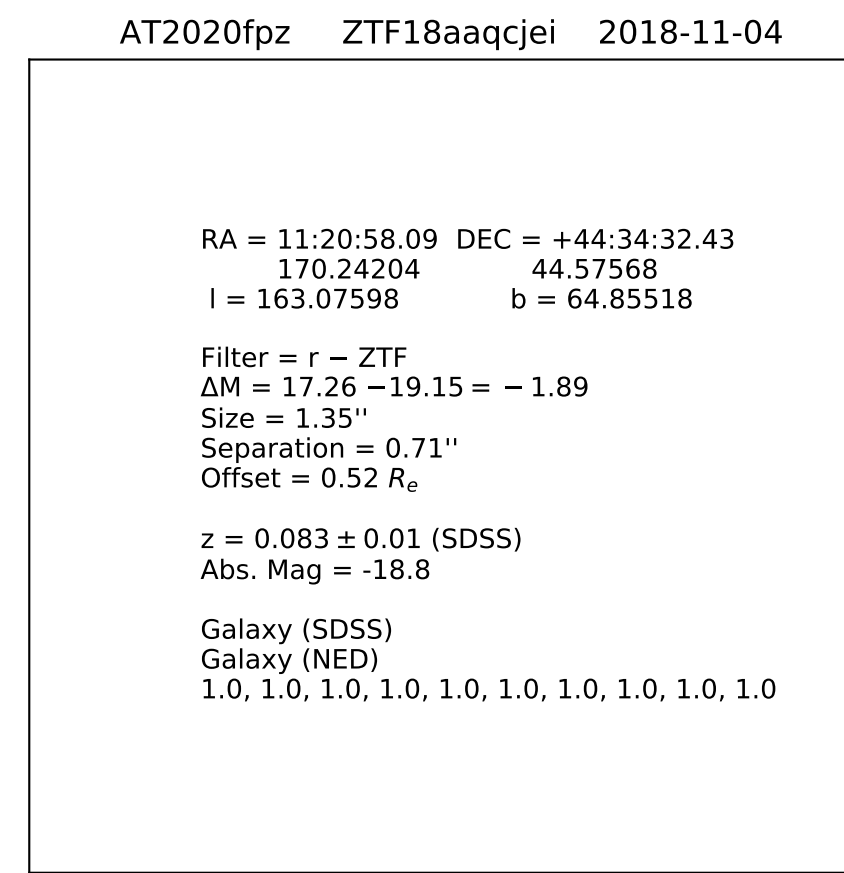 AT2020fpz ZTF18aaqcjei 2018-11-04
RA = 11:20:58.09 DEC = +44:34:32.43
170.24204 44.57568
l = 163.07598 b = 64.85518
Filter = r − ZTF
ΔM = 17.26 −19.15 = − 1.89
Size = 1.35''
Separation = 0.71''
Offset = 0.52 Rₑ
z = 0.083 ± 0.01 (SDSS)
Abs. Mag = -18.8
Galaxy (SDSS)
Galaxy (NED)
1.0, 1.0, 1.0, 1.0, 1.0, 1.0, 1.0, 1.0, 1.0, 1.0